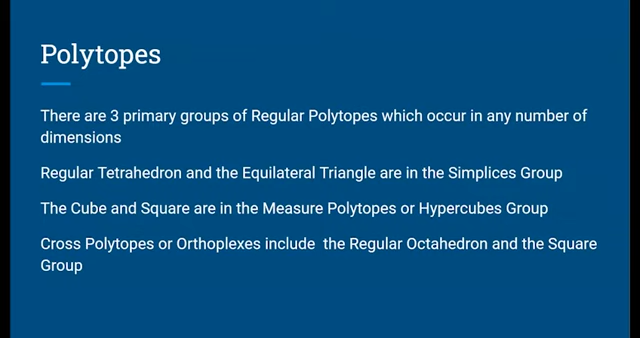 Polytopes
There are 3 primary groups of Regular Polytopes which occur in any number of
dimensions
Regular Tetrahedron and the Equilateral Triangle are in the Simplices Group
The Cube and Square are in the Measure Polytopes or Hypercubes Group
Cross Polytopes or Orthoplexes include  the Regular Octahedron and the Square
Group